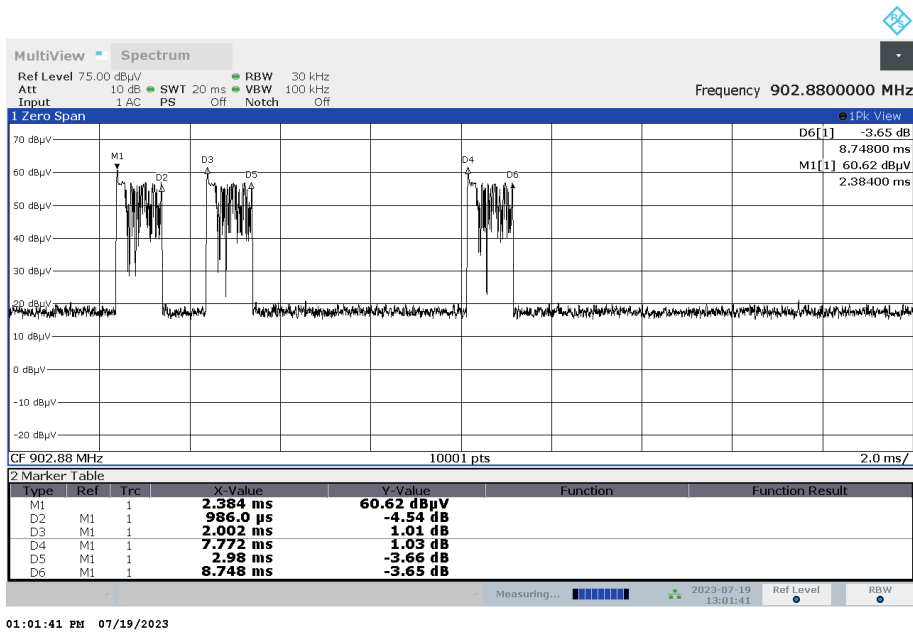 R&S
MultiView Spectrum
Ref Level 75.00 dBµV RBW 30 kHz
Att 10 dB SWT 20 ms VBW 100 kHz
Input 1 AC PS Off Notch Off
Frequency 902.8800000 MHz
1 Zero Span 1Pk View
D6[1] -3.65 dB
8.74800 ms
M1[1] 60.62 dBµV
2.38400 ms
70 dBµV
M1 D3 D4
60 dBµV D2 D5 D6
50 dBµV
40 dBµV
30 dBµV
20 dBµV
10 dBµV
0 dBµV
-10 dBµV
-20 dBµV
CF 902.88 MHz 10001 pts 2.0 ms/
2 Marker Table
Type Ref Trc X-Value Y-Value Function Function Result
M1 1 2.384 ms 60.62 dBµV
D2 M1 1 986.0 µs -4.54 dB
D3 M1 1 2.002 ms 1.01 dB
D4 M1 1 7.772 ms 1.03 dB
D5 M1 1 2.98 ms -3.66 dB
D6 M1 1 8.748 ms -3.65 dB
Measuring... 2023-07-19 Ref Level RBW
13:01:41
01:01:41 PM 07/19/2023